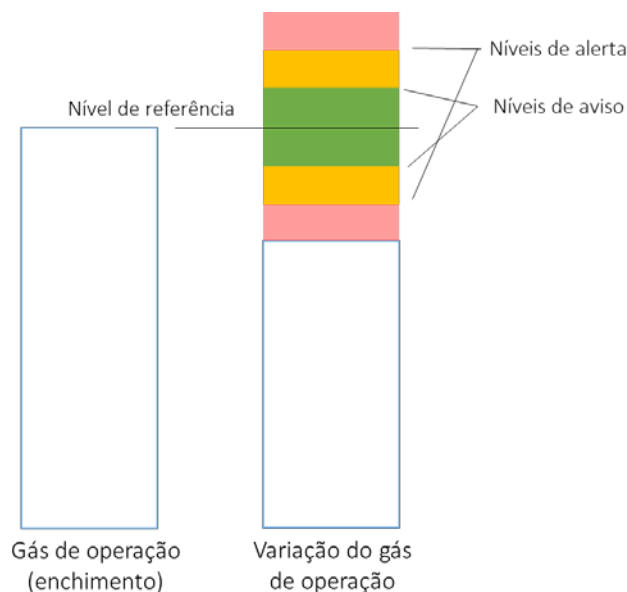 Níveis de alerta
Nível de referência
Níveis de aviso
Gás de operação
(enchimento)
Variação do gás
de operação